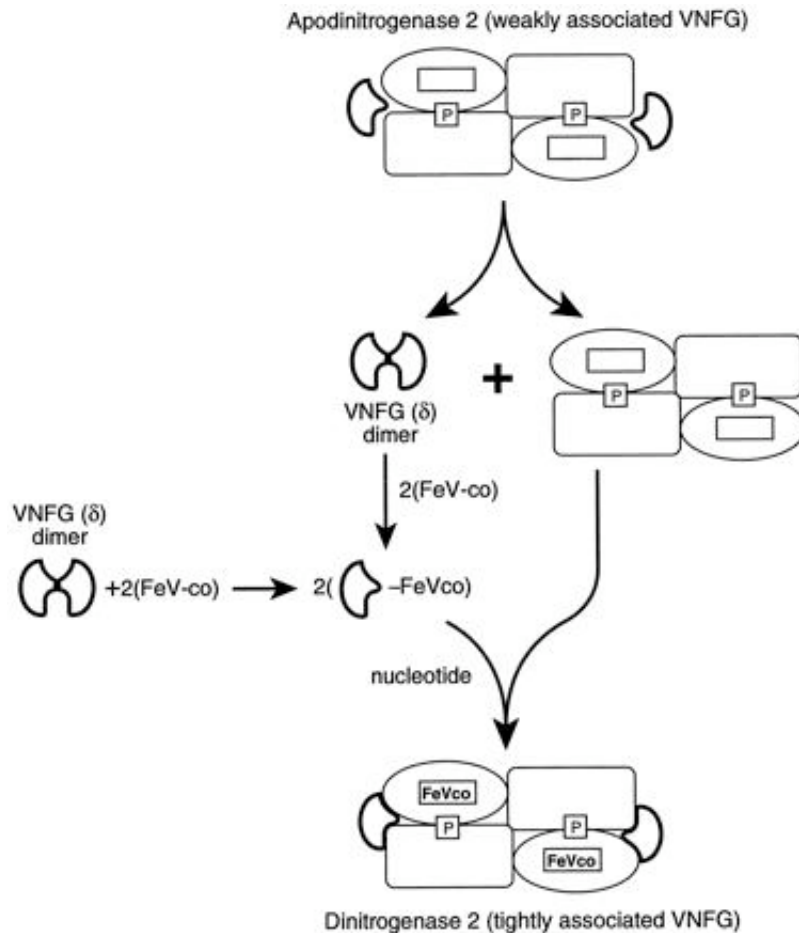 Apodinitrogenase 2 (weakly associated VNFG)
P
P
+
P
P
VNFG (δ)
dimer
2(FeV-co)
VNFG (δ)
dimer
+2(FeV-co)
2(
–FeVco)
nucleotide
FeVco
P
P
FeVco
Dinitrogenase 2 (tightly associated VNFG)